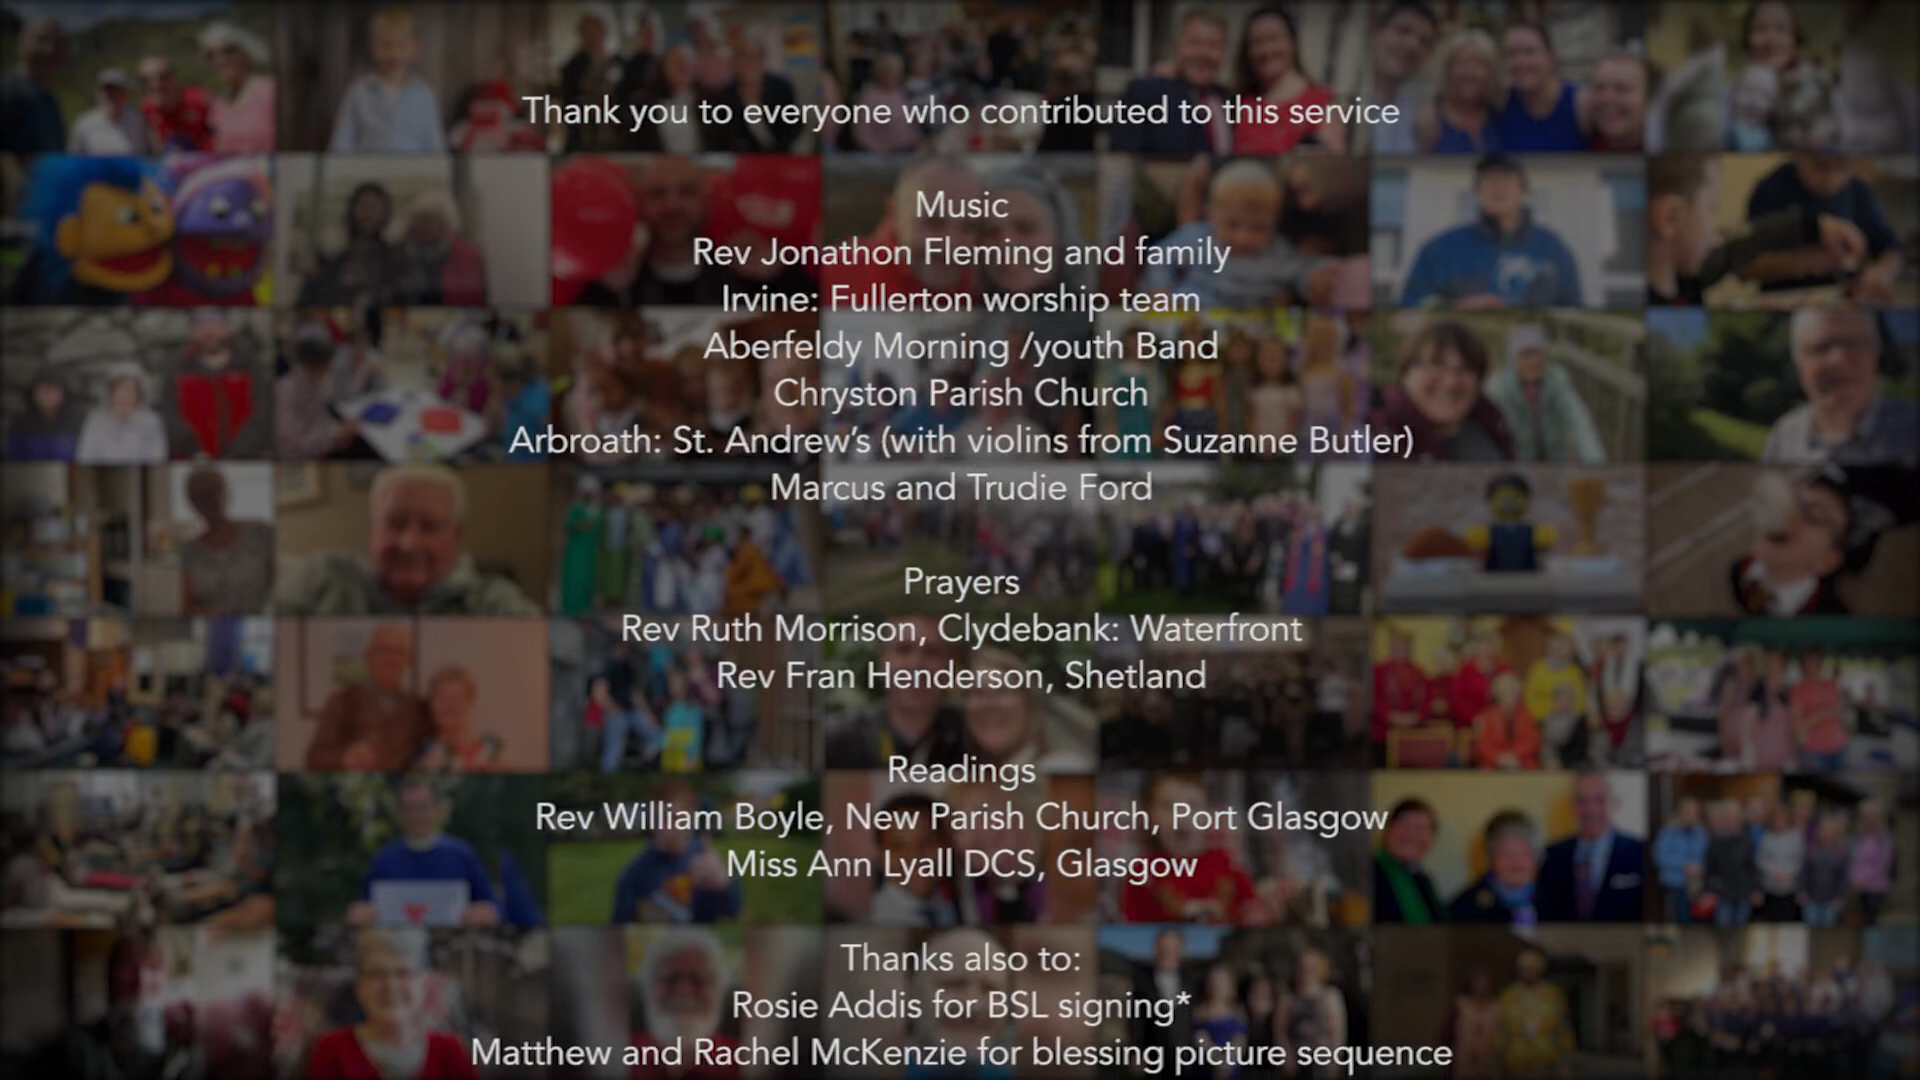 Thank you to everyone who contributed to this service
Music
Rev Jonathon Fleming and family
Irvine: Fullerton worship team
Aberfeldy Morning /youth Band
Chryston Parish Church
Arbroath: St. Andrew’s (with violins from Suzanne Butler)
Marcus and Trudie Ford
Prayers
Rev Ruth Morrison, Clydebank: Waterfront
Rev Fran Henderson, Shetland
Readings
Rev William Boyle, New Parish Church, Port Glasgow
Miss Ann Lyall DCS, Glasgow
Thanks also to:
Rosie Addis for BSL signing*
Matthew and Rachel McKenzie for blessing picture sequence